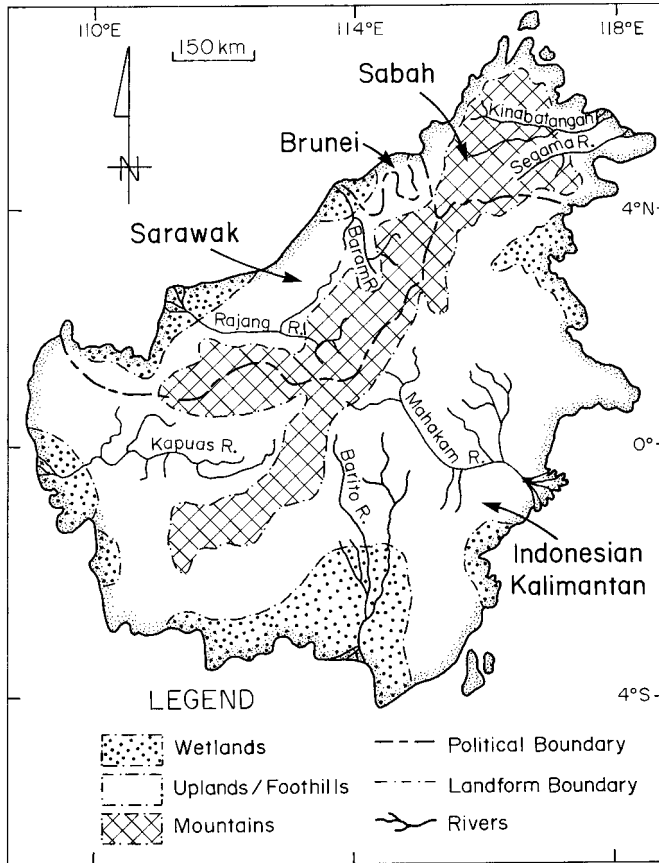 110°E
114°E
118°E
150 km
N
Sabah
Kinabatangan
Segama R.
Brunei
4°N
Sarawak
Baram R.
Rajang R.
Mahakam R.
Kapuas R.
0°
Barito R.
Indonesian
Kalimantan
4°S
LEGEND
Wetlands
Political Boundary
Uplands/Foothills
Landform Boundary
Mountains
Rivers